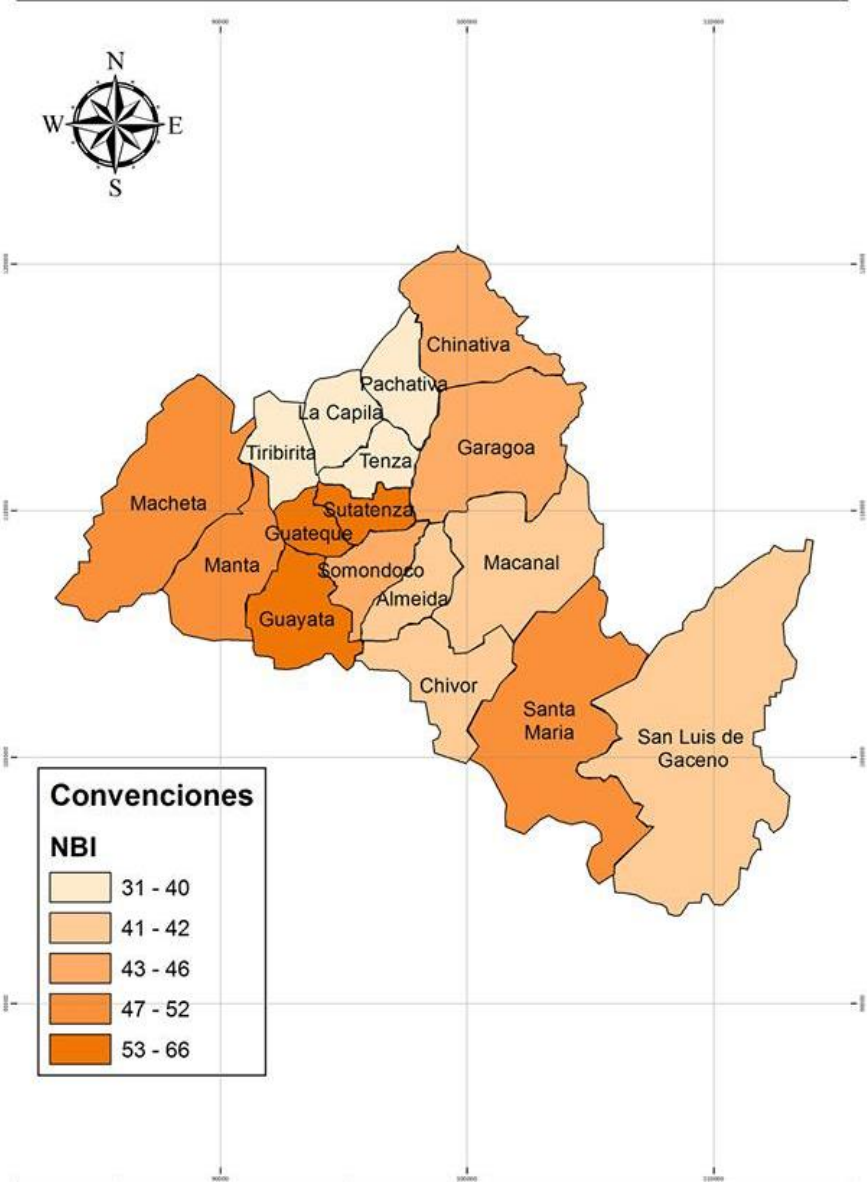 N
W E
S
Chinativa
Pachativa
La Capila
Garagoa
Tiribirita
Tenza
Macheta
Sutatenza
Guateque
Manta
Somondoco
Macanal
Almeida
Guayata
Chivor
Santa
Maria
San Luis de
Gaceno
Convenciones
NBI
31 - 40
41 - 42
43 - 46
47 - 52
53 - 66